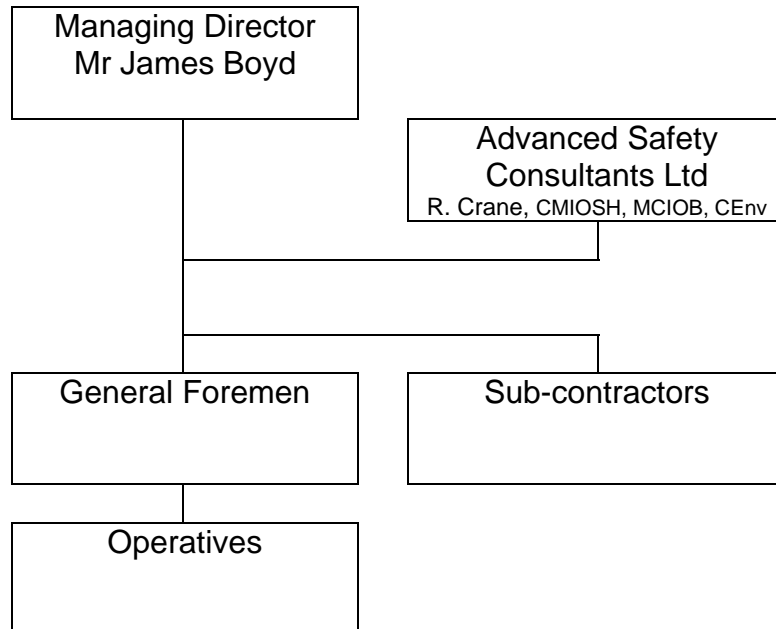 Managing Director
Mr James Boyd
Advanced Safety
Consultants Ltd
R. Crane, CMIOSH, MCIOB, CEnv
General Foremen
Sub-contractors
Operatives